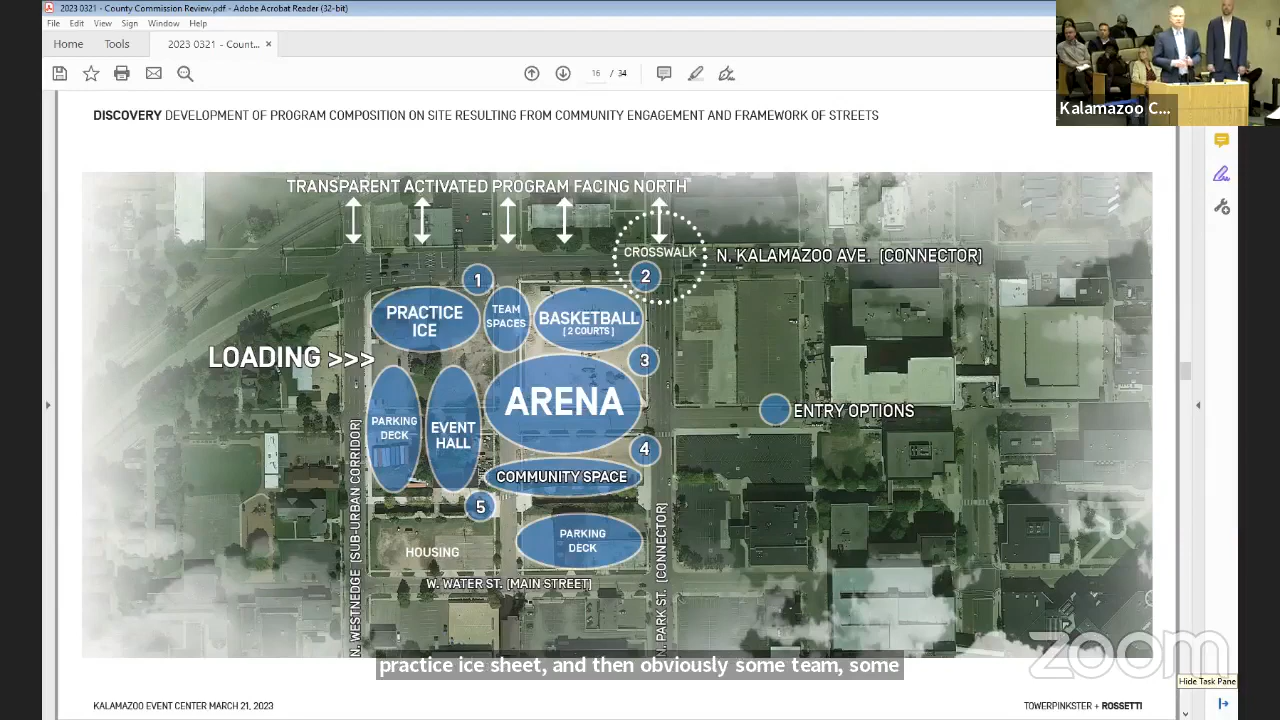 2023 0321 - County Commission Review.pdf - Adobe Acrobat Reader (32-bit)
File Edit View Sign Window Help
Home Tools 2023 0321 - Count... ×
16 / 34
Kalamazoo C...
DISCOVERY DEVELOPMENT OF PROGRAM COMPOSITION ON SITE RESULTING FROM COMMUNITY ENGAGEMENT AND FRAMEWORK OF STREETS
TRANSPARENT ACTIVATED PROGRAM FACING NORTH
CROSSWALK
N. KALAMAZOO AVE. [CONNECTOR]
1
2
PRACTICE
ICE
TEAM
SPACES
BASKETBALL
[ 2 COURTS ]
LOADING >>>
3
ARENA
ENTRY OPTIONS
PARKING
DECK
EVENT
HALL
4
COMMUNITY SPACE
5
PARKING
DECK
HOUSING
W. WATER ST. [MAIN STREET]
N. WESTNEDGE [SUB-URBAN CORRIDOR]
N. PARK ST. [CONNECTOR]
practice ice sheet, and then obviously some team, some
zoom
Hide Task Pane
KALAMAZOO EVENT CENTER MARCH 21, 2023
TOWERPINKSTER + ROSSETTI